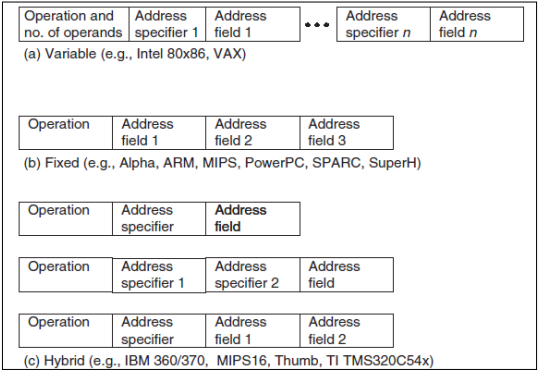 Operation and Address Address Address Address
no. of operands specifier 1 field 1 ••• specifier n field n
(a) Variable (e.g., Intel 80x86, VAX)
Operation Address Address Address
field 1 field 2 field 3
(b) Fixed (e.g., Alpha, ARM, MIPS, PowerPC, SPARC, SuperH)
Operation Address Address
specifier field
Operation Address Address Address
specifier 1 specifier 2 field
Operation Address Address Address
specifier field 1 field 2
(c) Hybrid (e.g., IBM 360/370, MIPS16, Thumb, TI TMS320C54x)